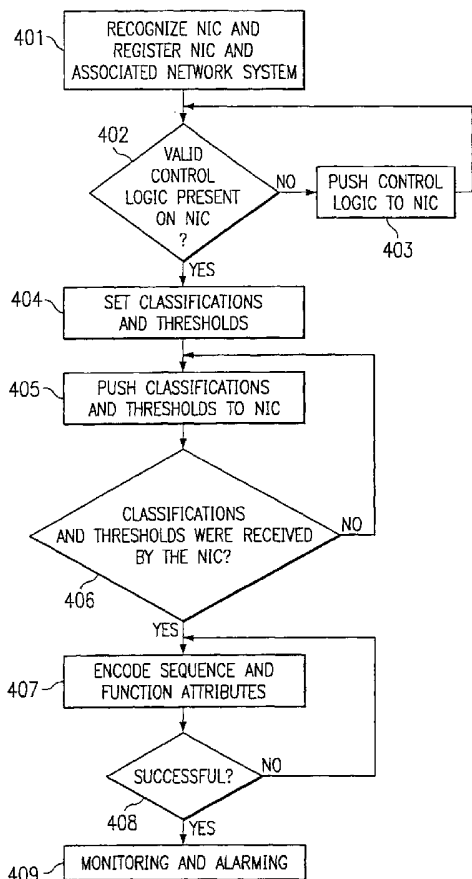 401
RECOGNIZE NIC AND
REGISTER NIC AND
ASSOCIATED NETWORK SYSTEM
402
VALID
CONTROL
LOGIC PRESENT
ON NIC
?
NO
PUSH CONTROL
LOGIC TO NIC
403
YES
404
SET CLASSIFICATIONS
AND THRESHOLDS
405
PUSH CLASSIFICATIONS
AND THRESHOLDS TO NIC
CLASSIFICATIONS
AND THRESHOLDS WERE RECEIVED
BY THE NIC?
NO
406
YES
407
ENCODE SEQUENCE AND
FUNCTION ATTRIBUTES
SUCCESSFUL?
NO
408
YES
409
MONITORING AND ALARMING